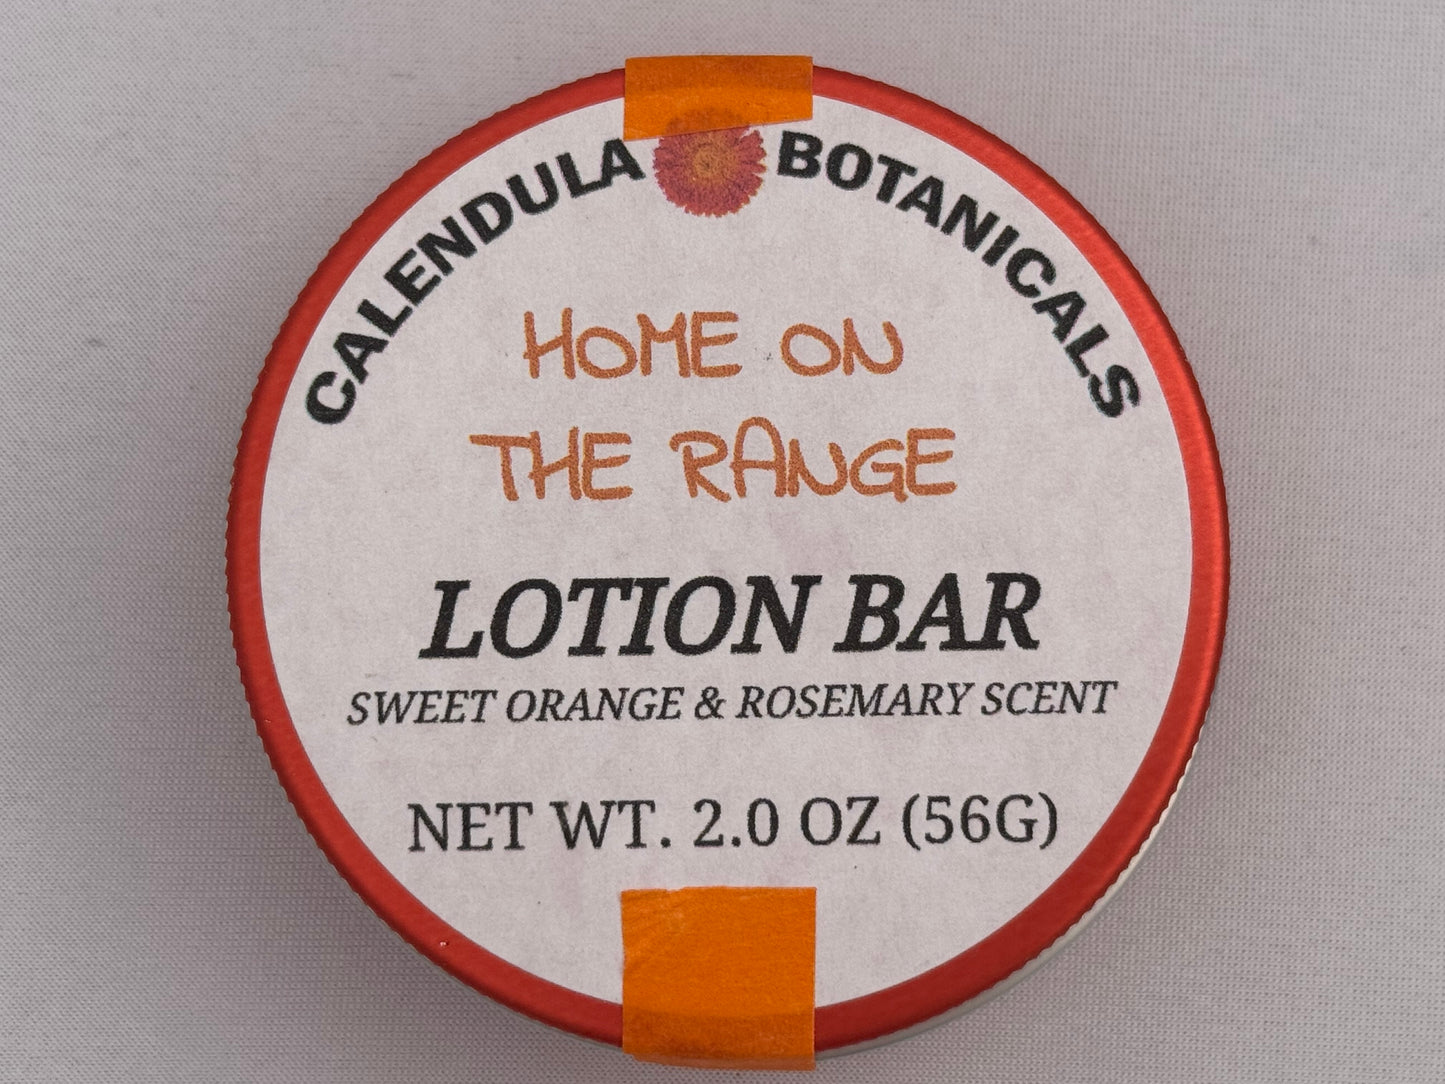 CALENDULA BOTANICALS
HOME ON
THE RANGE
LOTION BAR
SWEET ORANGE & ROSEMARY SCENT
NET WT. 2.0 OZ (56G)